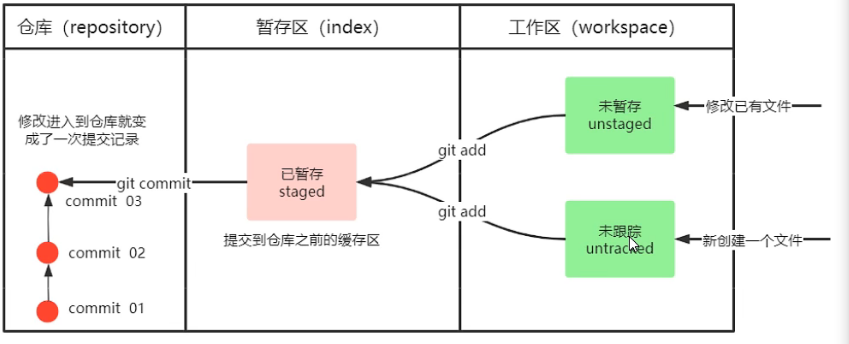 仓库（repository）
暂存区（index）
工作区（workspace）
修改进入到仓库就变
成了一次提交记录
git commit
commit 03
commit 02
commit 01
已暂存
staged
提交到仓库之前的缓存区
git add
git add
未暂存
unstaged
修改已有文件
未跟踪
untracked
新创建一个文件